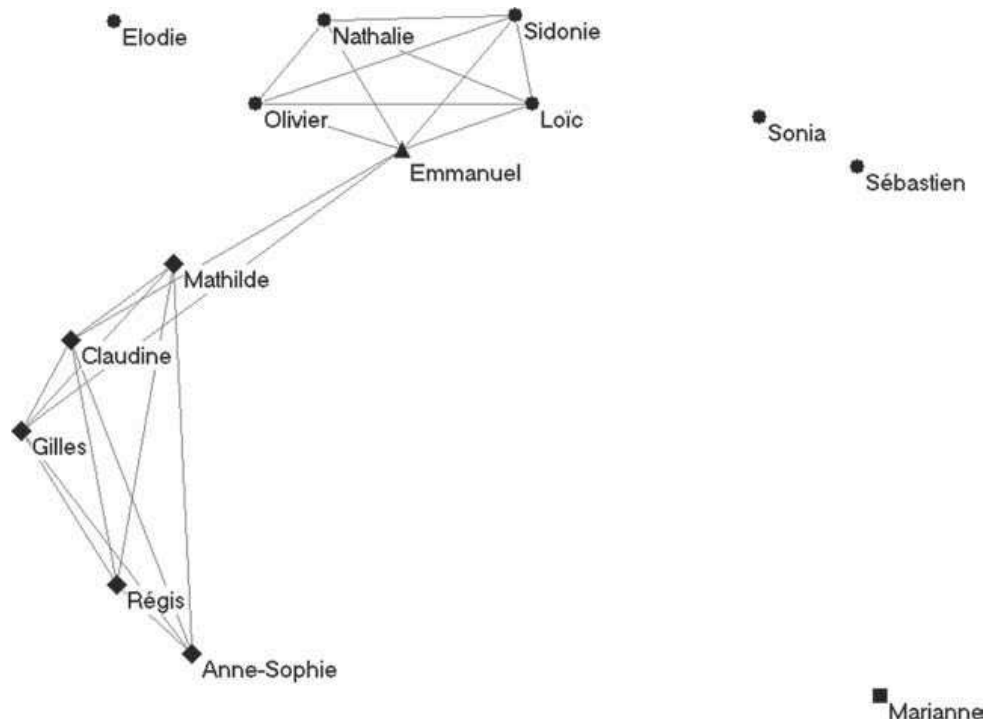 Elodie
Nathalie
Sidonie
Olivier
Loïc
Sonia
Emmanuel
Sébastien
Mathilde
Claudine
Gilles
Régis
Anne-Sophie
Marianne